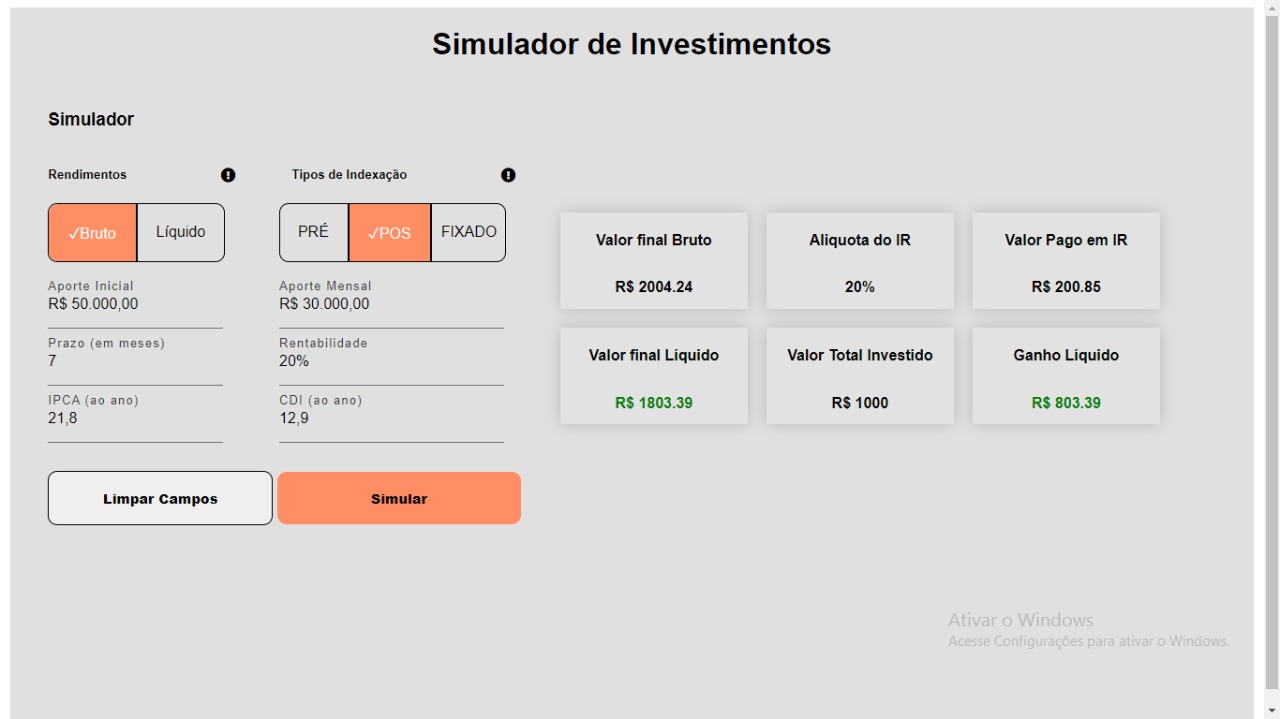 Simulador de Investimentos
Simulador
Rendimentos
Tipos de Indexação
✓Bruto
Líquido
PRÉ
✓POS
FIXADO
Aporte Inicial
R$ 50.000,00
Aporte Mensal
R$ 30.000,00
Prazo (em meses)
7
Rentabilidade
20%
IPCA (ao ano)
21,8
CDI (ao ano)
12,9
Limpar Campos
Simular
Valor final Bruto
R$ 2004.24
Aliquota do IR
20%
Valor Pago em IR
R$ 200.85
Valor final Líquido
R$ 1803.39
Valor Total Investido
R$ 1000
Ganho Líquido
R$ 803.39
Ativar o Windows
Acesse Configurações para ativar o Windows.